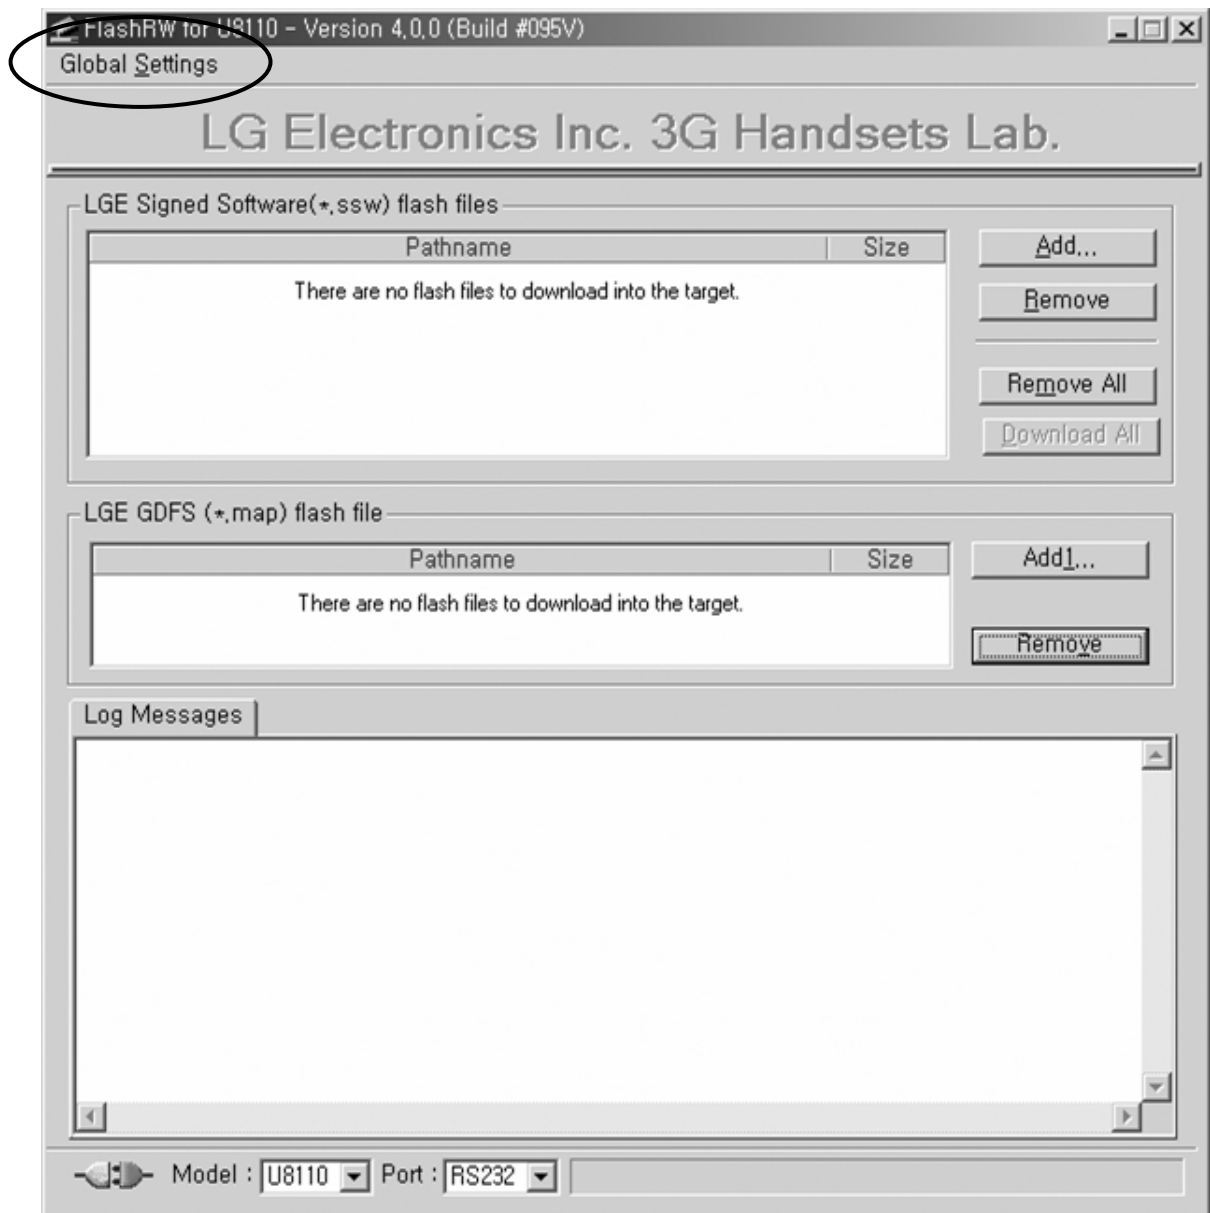 FlashRW for U8110 - Version 4,0,0 (Build #095V)
Global Settings
LG Electronics Inc. 3G Handsets Lab.
LGE Signed Software(*,ssw) flash files
Pathname Size
There are no flash files to download into the target.
Add...
Remove
Remove All
Download All
LGE GDFS (*,map) flash file
Pathname Size
There are no flash files to download into the target.
Add1...
Remove
Log Messages
Model : U8110 Port : RS232